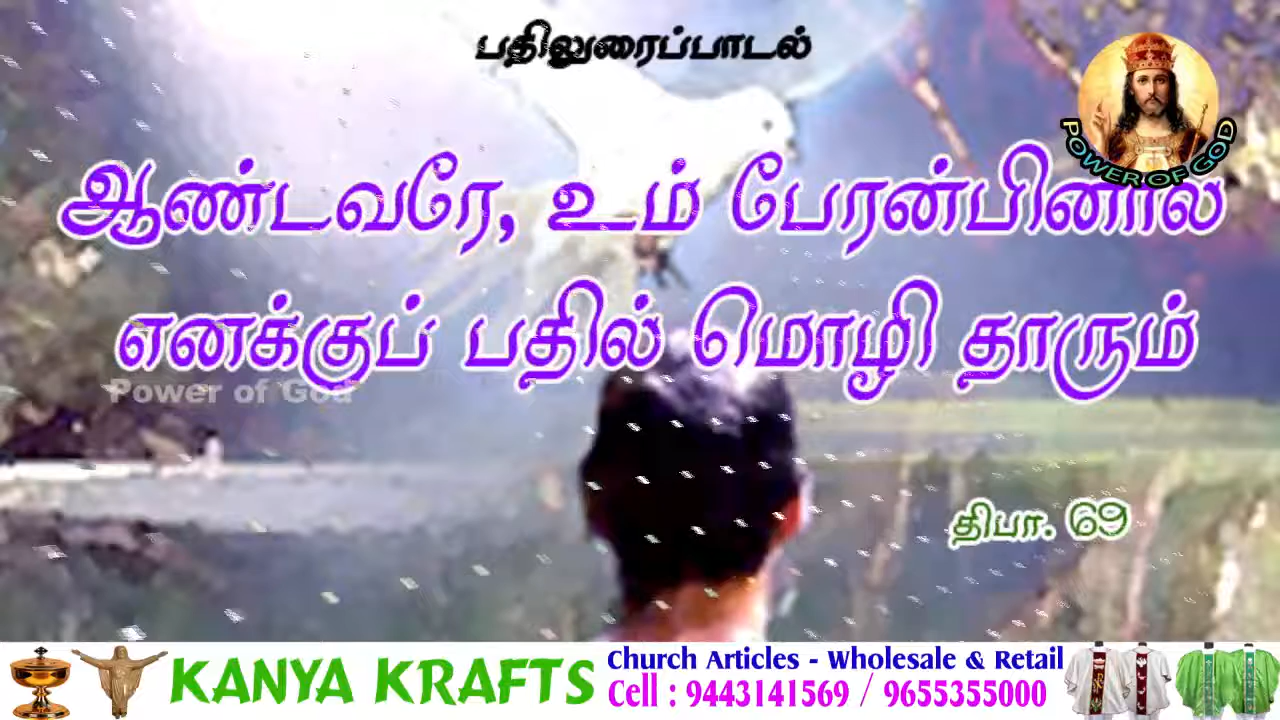 பதிலுரைப்பாடல்
POWER OF GOD
ஆண்டவரே, உம் பேரன்பினால்
எனக்குப் பதில் மொழி தாரும்
Power of God
திபா. 69
KANYA KRAFTS
Church Articles - Wholesale & Retail
Cell : 9443141569 / 9655355000